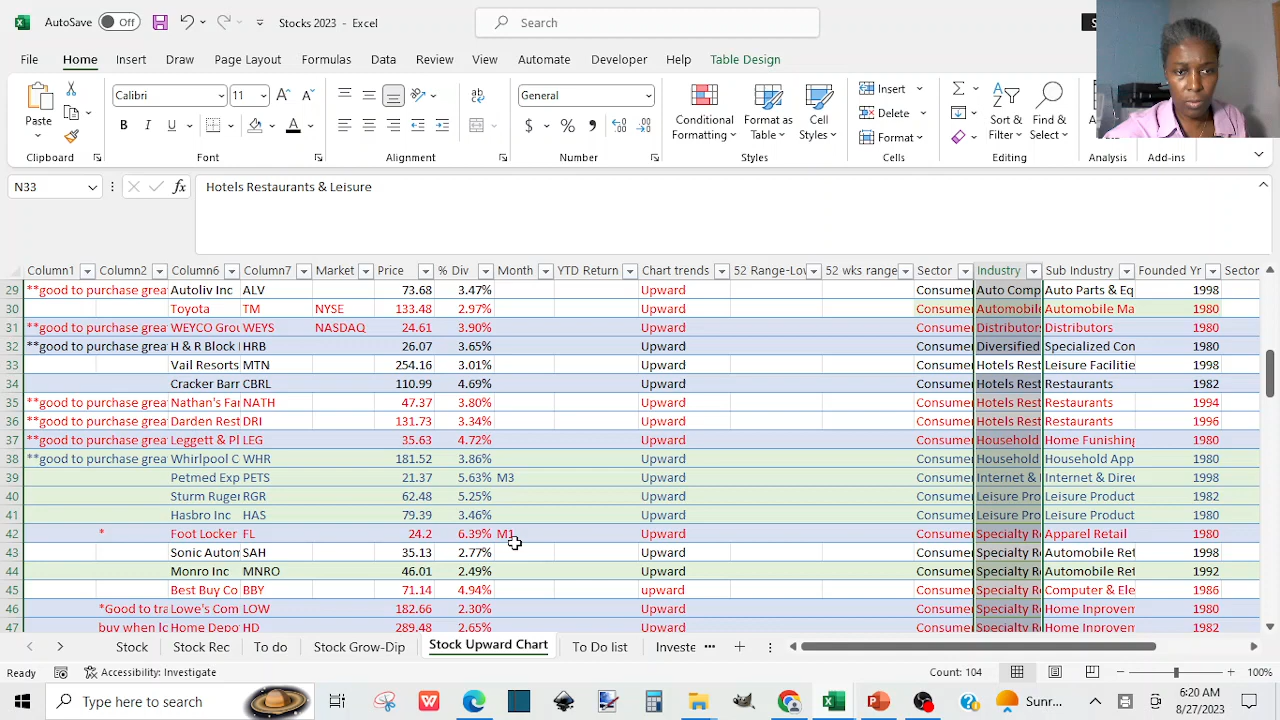 AutoSave Off Stocks 2023 - Excel Search
File Home Insert Draw Page Layout Formulas Data Review View Automate Developer Help Table Design
Paste Calibri 11 General Conditional Formatting Format as Table Cell Styles Insert Delete Format Sort & Filter Find & Select
Clipboard Font Alignment Number Styles Cells Editing Analysis Add-ins
N33 fx Hotels Restaurants & Leisure
Column1 Column2 Column6 Column7 Market Price % Div Month YTD Return Chart trends 52 Range-Low 52 wks range Sector Industry Sub Industry Founded Yr Sector
29 **good to purchase grea Autoliv Inc ALV 73.68 3.47% Upward Consumer Auto Comp Auto Parts & Eq 1998
30 Toyota TM NYSE 133.48 2.97% Upward Consumer Automobile Automobile Ma 1980
31 **good to purchase grea WEYCO Grou WEYS NASDAQ 24.61 3.90% Upward Consumer Distributors Distributors 1980
32 **good to purchase grea H & R Block HRB 26.07 3.65% Upward Consumer Diversified Specialized Con 1980
33 Vail Resorts MTN 254.16 3.01% Upward Consumer Hotels Rest Leisure Facilitie 1998
34 Cracker Barr CBRL 110.99 4.69% Upward Consumer Hotels Rest Restaurants 1982
35 **good to purchase grea Nathan's Fan NATH 47.37 3.80% Upward Consumer Hotels Rest Restaurants 1994
36 **good to purchase grea Darden Rest DRI 131.73 3.34% Upward Consumer Hotels Rest Restaurants 1996
37 **good to purchase grea Leggett & Pl LEG 35.63 4.72% Upward Consumer Household Home Funishing 1980
38 **good to purchase grea Whirlpool C WHR 181.52 3.86% Upward Consumer Household Household App 1980
39 Petmed Exp PETS 21.37 5.63% M3 Upward Consumer Internet & Internet & Direc 1998
40 Sturm Ruger RGR 62.48 5.25% Upward Consumer Leisure Pro Leisure Product 1982
41 Hasbro Inc HAS 79.39 3.46% Upward Consumer Leisure Pro Leisure Product 1980
42 * Foot Locker FL 24.2 6.39% M1 Upward Consumer Specialty R Apparel Retail 1980
43 Sonic Autom SAH 35.13 2.77% Upward Consumer Specialty R Automobile Ret 1998
44 Monro Inc MNRO 46.01 2.49% Upward Consumer Specialty R Automobile Ret 1992
45 Best Buy Co BBY 71.14 4.94% upward Consumer Specialty R Computer & Ele 1986
46 *Good to tra Lowe's Com LOW 182.66 2.30% Upward Consumer Specialty R Home Inprovem 1980
47 buy when lo Home Depo HD 289.48 2.65% Upward Consumer Specialty R Home Inprovem 1982
Stock Stock Rec To do Stock Grow-Dip Stock Upward Chart To Do list Investe ...
Ready Accessibility: Investigate Count: 104 100%
Type here to search Sunr... 6:20 AM
8/27/2023